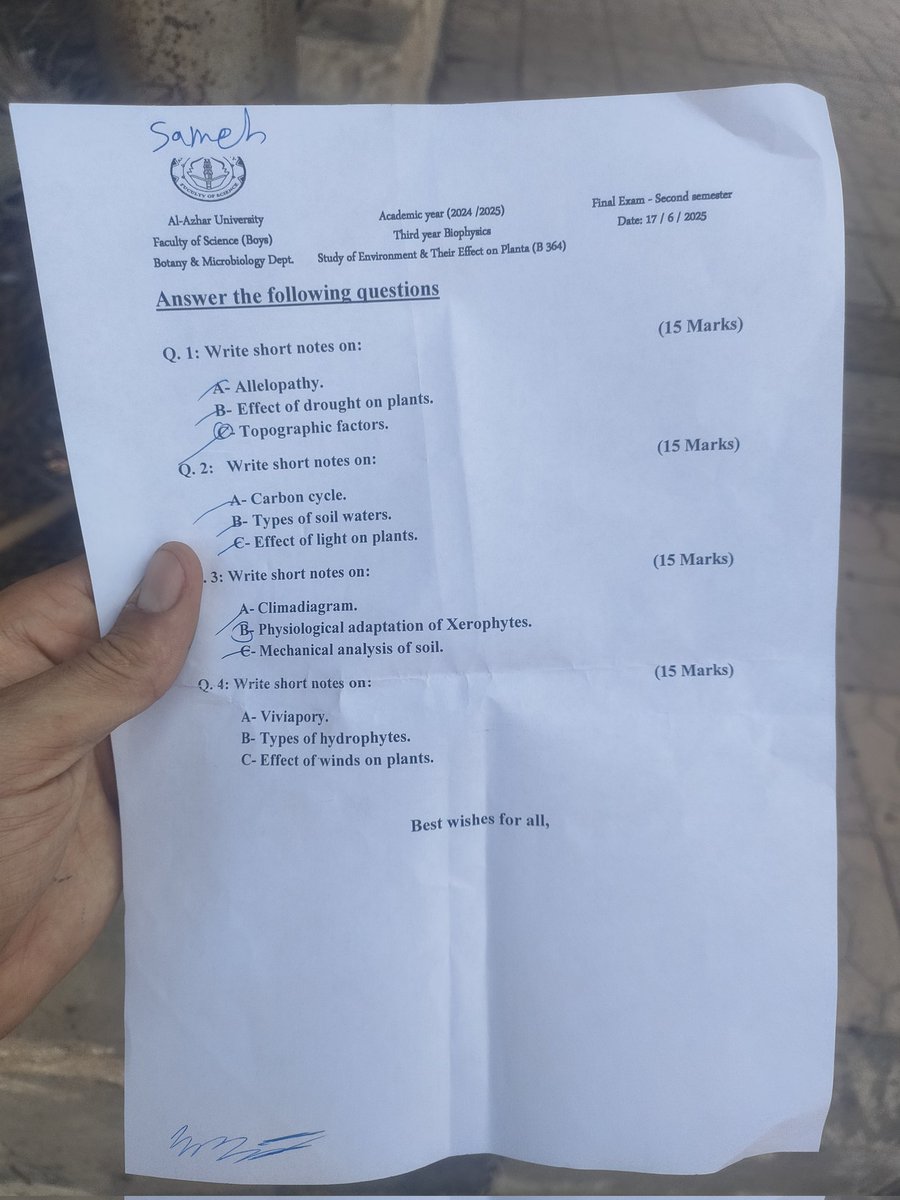 Sameh
FACULTY OF SCIENCE
Al-Azhar University
Faculty of Science (Boys)
Botany & Microbiology Dept.
Academic year (2024 /2025)
Third year Biophysics
Study of Environment & Their Effect on Planta (B 364)
Final Exam - Second semester
Date: 17 / 6 / 2025
Answer the following questions
Q. 1: Write short notes on: (15 Marks)
A- Allelopathy.
B- Effect of drought on plants.
C- Topographic factors.
Q. 2: Write short notes on: (15 Marks)
A- Carbon cycle.
B- Types of soil waters.
C- Effect of light on plants.
. 3: Write short notes on: (15 Marks)
A- Climadiagram.
B- Physiological adaptation of Xerophytes.
C- Mechanical analysis of soil.
Q. 4: Write short notes on: (15 Marks)
A- Viviapory.
B- Types of hydrophytes.
C- Effect of winds on plants.
Best wishes for all,